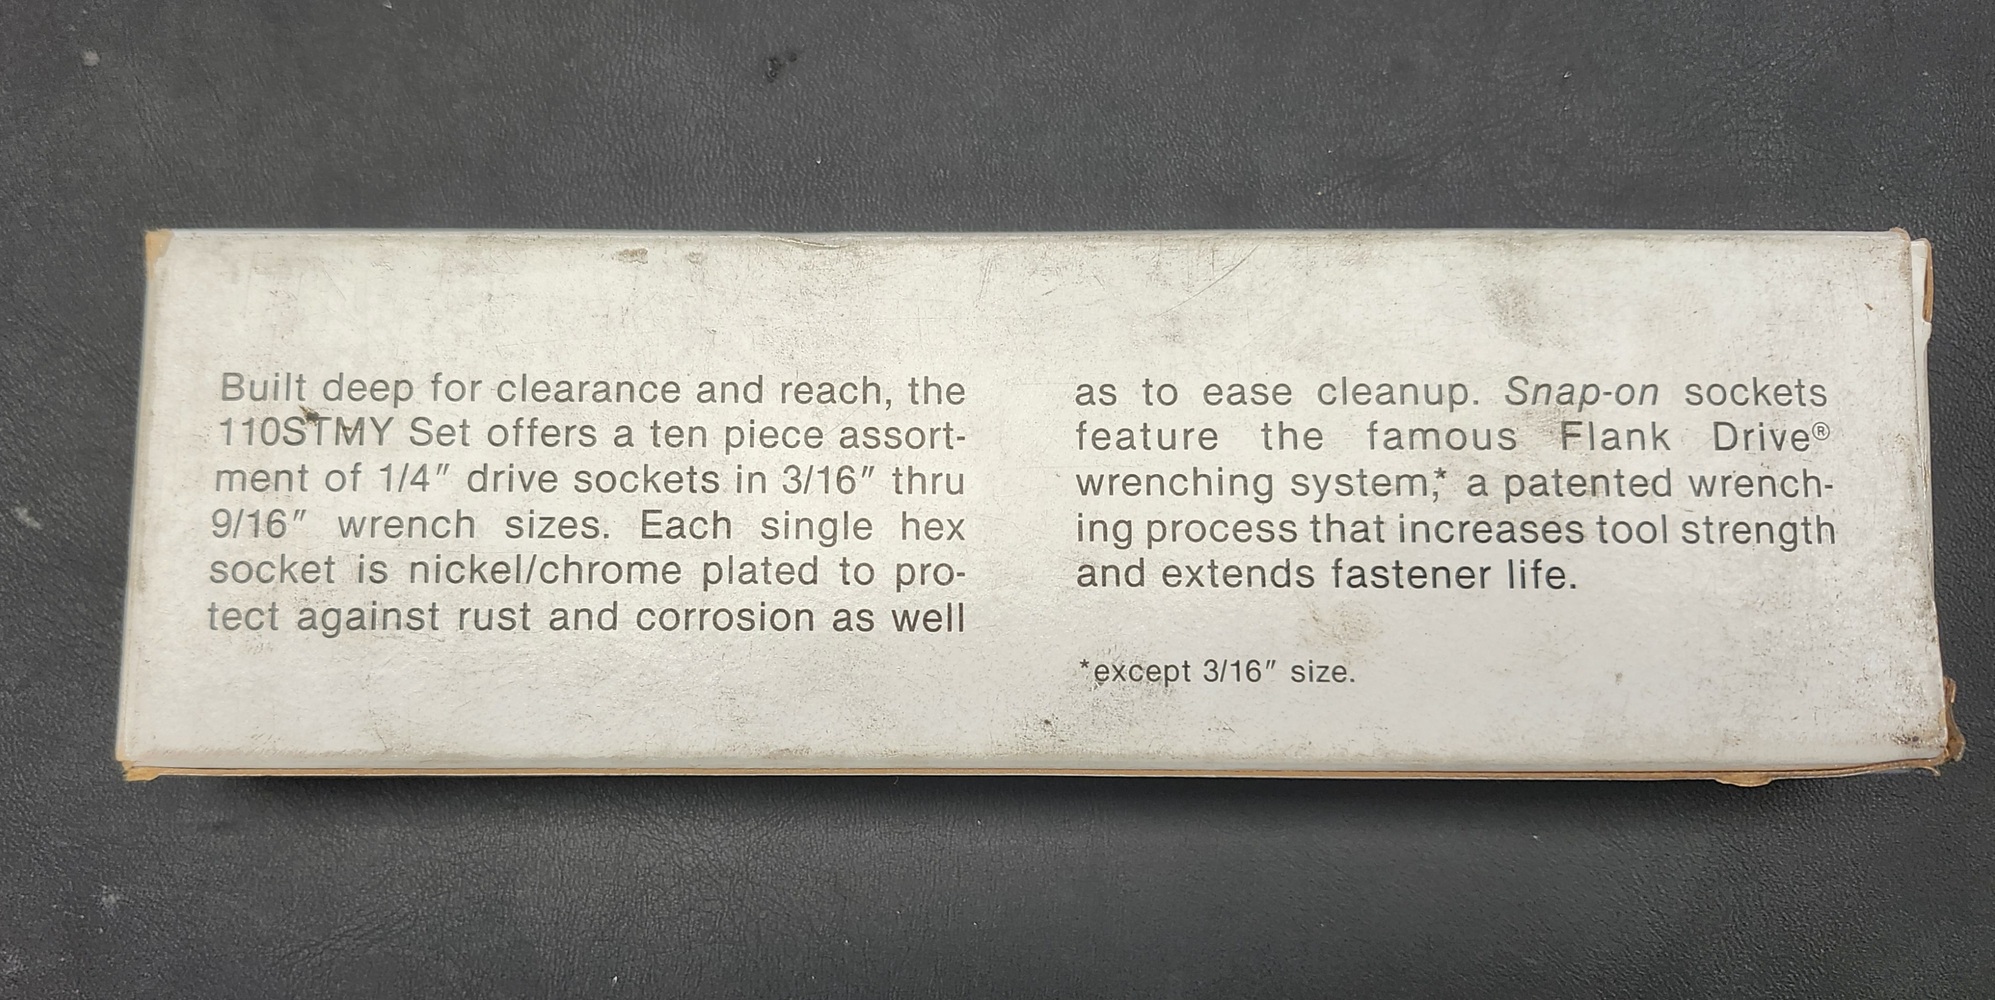 Built deep for clearance and reach, the
110STMY Set offers a ten piece assort-
ment of 1/4" drive sockets in 3/16" thru
9/16" wrench sizes. Each single hex
socket is nickel/chrome plated to pro-
tect against rust and corrosion as well
as to ease cleanup. Snap-on sockets
feature the famous Flank Drive®
wrenching system,* a patented wrench-
ing process that increases tool strength
and extends fastener life.
*except 3/16" size.